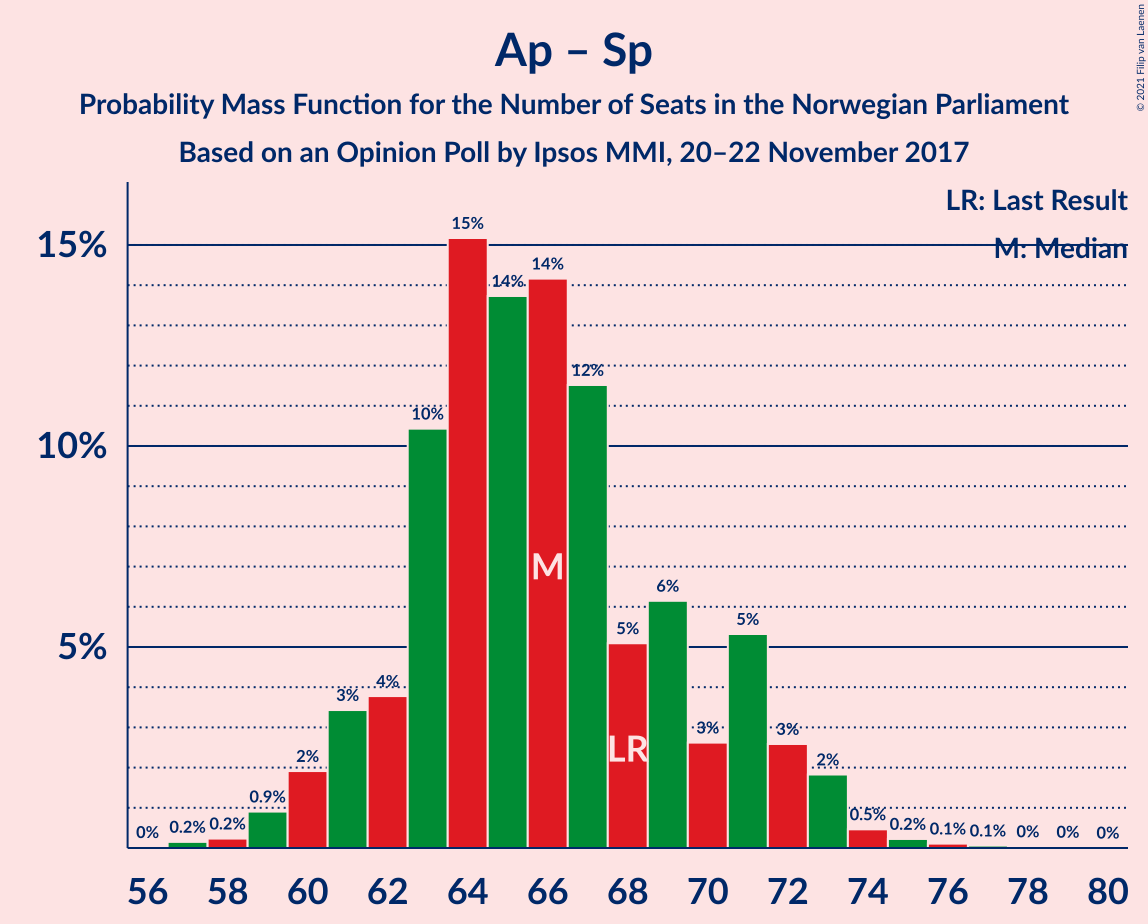 Ap – Sp
Probability Mass Function for the Number of Seats in the Norwegian Parliament
Based on an Opinion Poll by Ipsos MMI, 20–22 November 2017
© 2021 Filip van Laenen
LR: Last Result
M: Median
15%
10%
5%
0% 0.2% 0.2% 0.9% 2% 3% 4% 10% 15% 14% 14% 12% 5% 6% 3% 5% 3% 2% 0.5% 0.2% 0.1% 0.1% 0% 0% 0%
M
LR
56 58 60 62 64 66 68 70 72 74 76 78 80